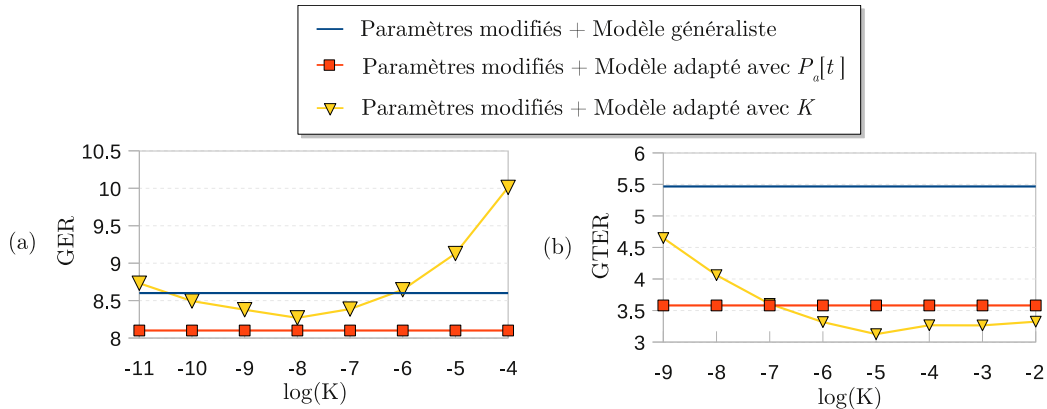 Paramètres modifiés + Modèle généraliste
Paramètres modifiés + Modèle adapté avec Pₐ[t]
Paramètres modifiés + Modèle adapté avec K
(a)
GER
10.5
10
9.5
9
8.5
8
-11 -10 -9 -8 -7 -6 -5 -4
log(K)
(b)
GTER
6
5.5
5
4.5
4
3.5
3
-9 -8 -7 -6 -5 -4 -3 -2
log(K)